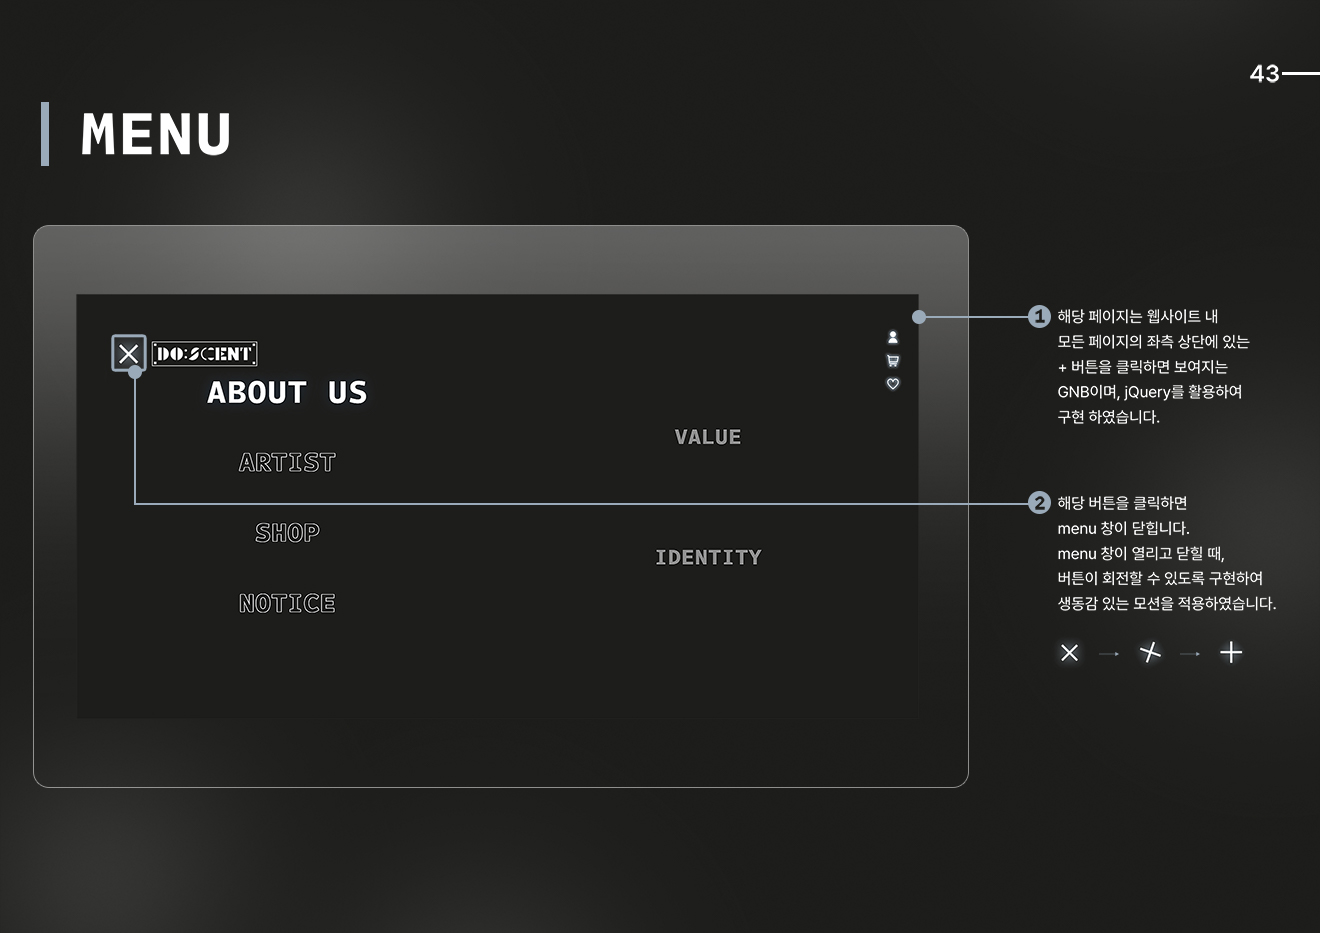 43
MENU
DO:SCENT
ABOUT US
ARTIST
SHOP
NOTICE
VALUE
IDENTITY
1
해당 페이지는 웹사이트 내
모든 페이지의 좌측 상단에 있는
+ 버튼을 클릭하면 보여지는
GNB이며, jQuery를 활용하여
구현 하였습니다.
2
해당 버튼을 클릭하면
menu 창이 닫힙니다.
menu 창이 열리고 닫힐 때,
버튼이 회전할 수 있도록 구현하여
생동감 있는 모션을 적용하였습니다.